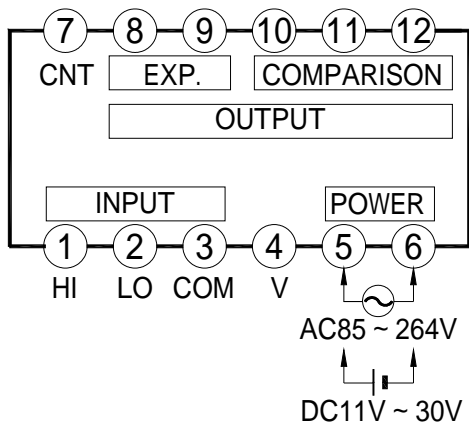 7 8 9 10 11 12
CNT EXP. COMPARISON
OUTPUT
INPUT POWER
1 2 3 4 5 6
HI LO COM V
AC85 ~ 264V
DC11V ~ 30V